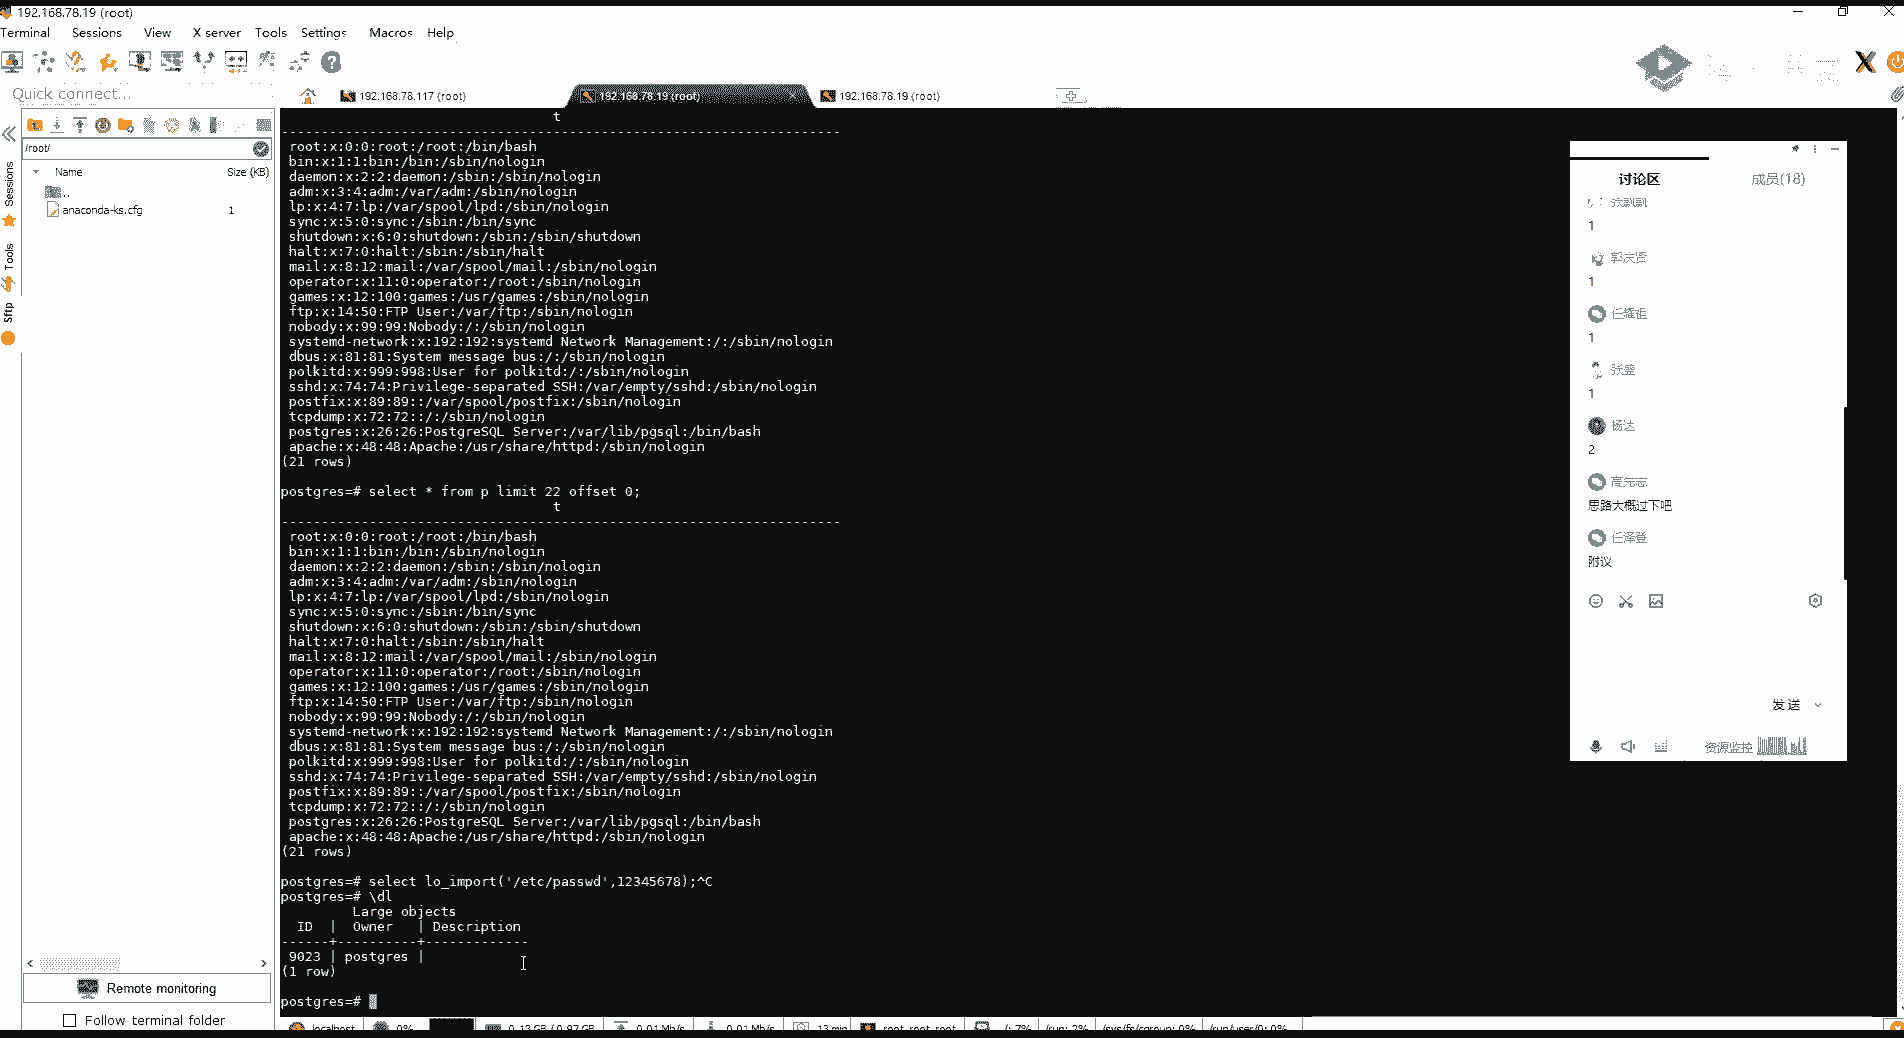 192.168.78.19 (root)
Terminal Sessions View X server Tools Settings Macros Help
Quick connect...
192.168.78.117 (root)
192.168.78.19 (root)
192.168.78.19 (root)
/root/
Name Size (KB)
..
anaconda-ks.cfg 1
Sessions
Tools
Sftp
Remote monitoring
Follow terminal folder
t
--------------------------------------------------------------------
root:x:0:0:root:/root:/bin/bash
bin:x:1:1:bin:/bin:/sbin/nologin
daemon:x:2:2:daemon:/sbin:/sbin/nologin
adm:x:3:4:adm:/var/adm:/sbin/nologin
lp:x:4:7:lp:/var/spool/lpd:/sbin/nologin
sync:x:5:0:sync:/sbin:/bin/sync
shutdown:x:6:0:shutdown:/sbin:/sbin/shutdown
halt:x:7:0:halt:/sbin:/sbin/halt
mail:x:8:12:mail:/var/spool/mail:/sbin/nologin
operator:x:11:0:operator:/root:/sbin/nologin
games:x:12:100:games:/usr/games:/sbin/nologin
ftp:x:14:50:FTP User:/var/ftp:/sbin/nologin
nobody:x:99:99:Nobody:/:/sbin/nologin
systemd-network:x:192:192:systemd Network Management:/:/sbin/nologin
dbus:x:81:81:System message bus:/:/sbin/nologin
polkitd:x:999:998:User for polkitd:/:/sbin/nologin
sshd:x:74:74:Privilege-separated SSH:/var/empty/sshd:/sbin/nologin
postfix:x:89:89::/var/spool/postfix:/sbin/nologin
tcpdump:x:72:72::/:/sbin/nologin
postgres:x:26:26:PostgreSQL Server:/var/lib/pgsql:/bin/bash
apache:x:48:48:Apache:/usr/share/httpd:/sbin/nologin
(21 rows)
postgres=# select * from p limit 22 offset 0;
t
--------------------------------------------------------------------
root:x:0:0:root:/root:/bin/bash
bin:x:1:1:bin:/bin:/sbin/nologin
daemon:x:2:2:daemon:/sbin:/sbin/nologin
adm:x:3:4:adm:/var/adm:/sbin/nologin
lp:x:4:7:lp:/var/spool/lpd:/sbin/nologin
sync:x:5:0:sync:/sbin:/bin/sync
shutdown:x:6:0:shutdown:/sbin:/sbin/shutdown
halt:x:7:0:halt:/sbin:/sbin/halt
mail:x:8:12:mail:/var/spool/mail:/sbin/nologin
operator:x:11:0:operator:/root:/sbin/nologin
games:x:12:100:games:/usr/games:/sbin/nologin
ftp:x:14:50:FTP User:/var/ftp:/sbin/nologin
nobody:x:99:99:Nobody:/:/sbin/nologin
systemd-network:x:192:192:systemd Network Management:/:/sbin/nologin
dbus:x:81:81:System message bus:/:/sbin/nologin
polkitd:x:999:998:User for polkitd:/:/sbin/nologin
sshd:x:74:74:Privilege-separated SSH:/var/empty/sshd:/sbin/nologin
postfix:x:89:89::/var/spool/postfix:/sbin/nologin
tcpdump:x:72:72::/:/sbin/nologin
postgres:x:26:26:PostgreSQL Server:/var/lib/pgsql:/bin/bash
apache:x:48:48:Apache:/usr/share/httpd:/sbin/nologin
(21 rows)
postgres=# select lo_import('/etc/passwd',12345678);^C
postgres=# \dl
Large objects
ID | Owner | Description
------+----------+-------------
9023 | postgres |
(1 row)
postgres=#
讨论区 成员(18)
1
1
任耀祖
1
张鑫
1
杨达
2
高先志
思路大概过下吧
任泽登
附议
发送
资源监控
localhost 0% 0.13 GB / 0.97 GB 0.01 Mb/s 0.01 Mb/s 13 min root root root /: 7% /run: 2% /sys/fs/cgroup: 0% /run/user/0: 0%